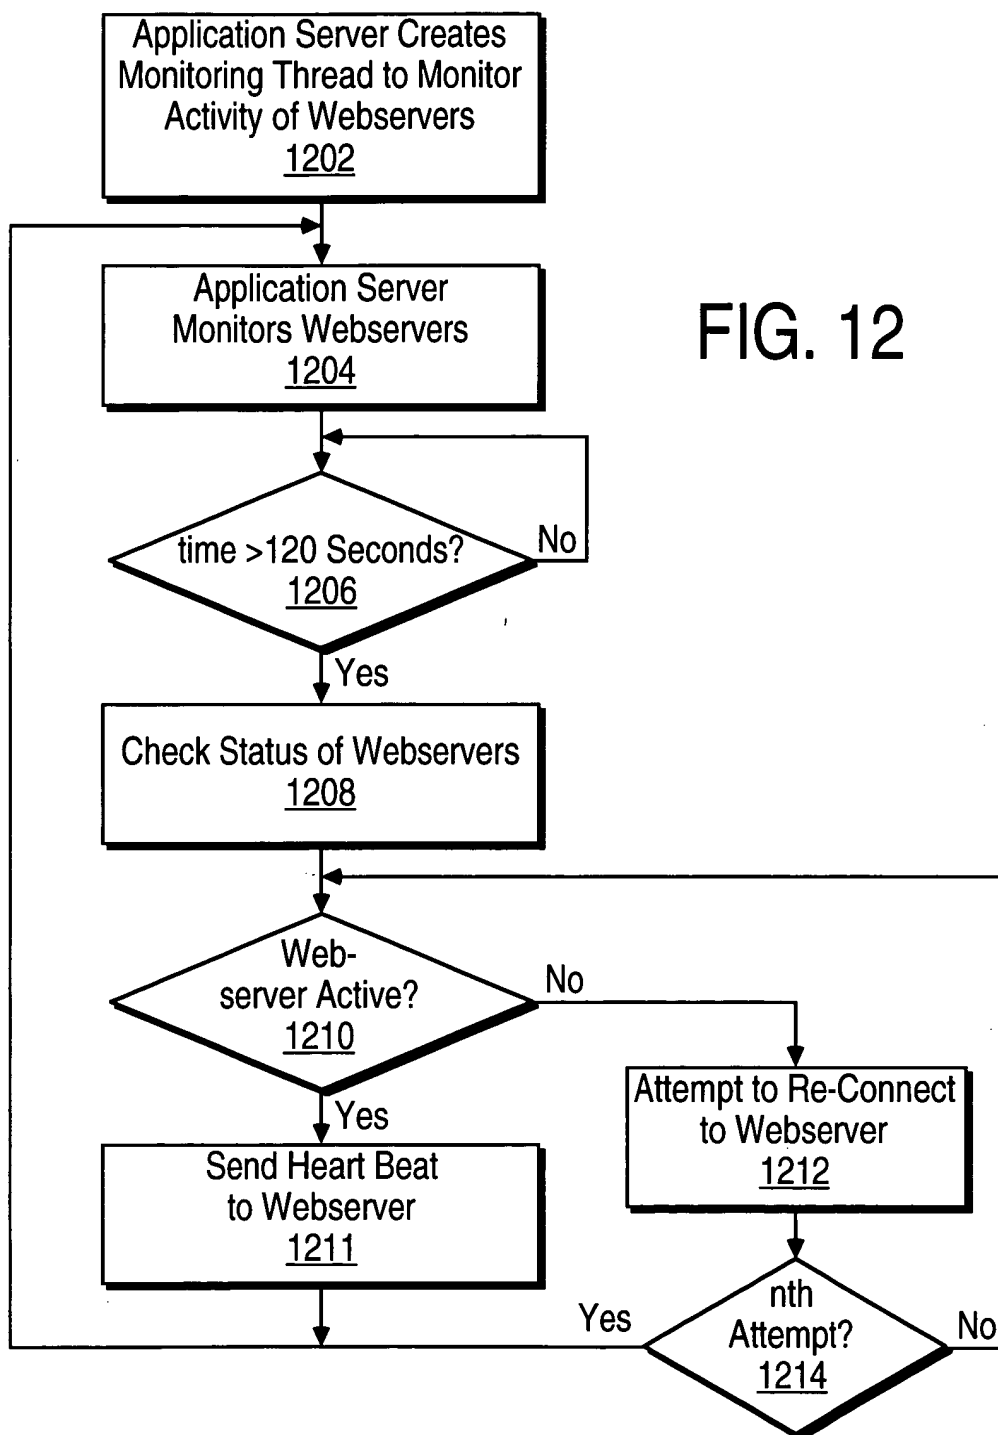 Application Server Creates
Monitoring Thread to Monitor
Activity of Webservers
1202
Application Server
Monitors Webservers
1204
FIG. 12
time >120 Seconds?
1206
No
Yes
Check Status of Webservers
1208
Web-
server Active?
1210
No
Yes
Attempt to Re-Connect
to Webserver
1212
Send Heart Beat
to Webserver
1211
nth
Attempt?
1214
Yes
No